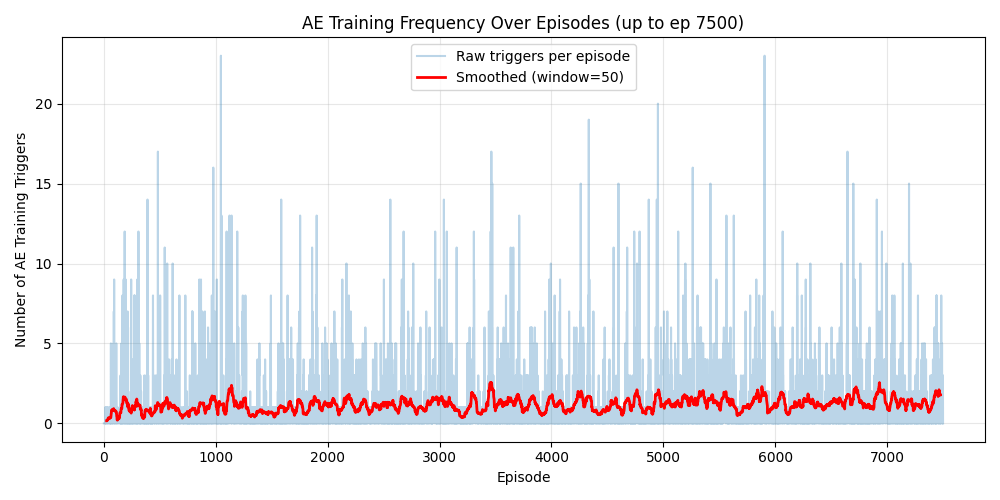 AE Training Frequency Over Episodes (up to ep 7500)
Raw triggers per episode
Smoothed (window=50)
Number of AE Training Triggers
20
15
10
5
0
0 1000 2000 3000 4000 5000 6000 7000
Episode